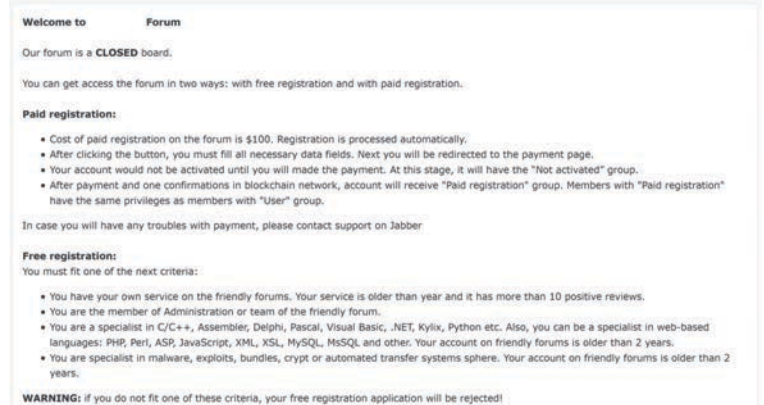 Welcome to Forum
Our forum is a CLOSED board.
You can get access the forum in two ways: with free registration and with paid registration.
Paid registration:
• Cost of paid registration on the forum is $100. Registration is processed automatically.
• After clicking the button, you must fill all necessary data fields. Next you will be redirected to the payment page.
• Your account would not be activated until you will made the payment. At this stage, it will have the "Not activated" group.
• After payment and one confirmations in blockchain network, account will receive "Paid registration" group. Members with "Paid registration"
have the same privileges as members with "User" group.
In case you will have any troubles with payment, please contact support on Jabber
Free registration:
You must fit one of the next criteria:
• You have your own service on the friendly forums. Your service is older than year and it has more than 10 positive reviews.
• You are the member of Administration or team of the friendly forum.
• You are a specialist in C/C++, Assembler, Delphi, Pascal, Visual Basic, .NET, Kylix, Python etc. Also, you can be a specialist in web-based
languages: PHP, Perl, ASP, JavaScript, XML, XSL, MySQL, MsSQL and other. Your account on friendly forums is older than 2 years.
• You are specialist in malware, exploits, bundles, crypt or automated transfer systems sphere. Your account on friendly forums is older than 2
years.
WARNING: if you do not fit one of these criteria, your free registration application will be rejected!